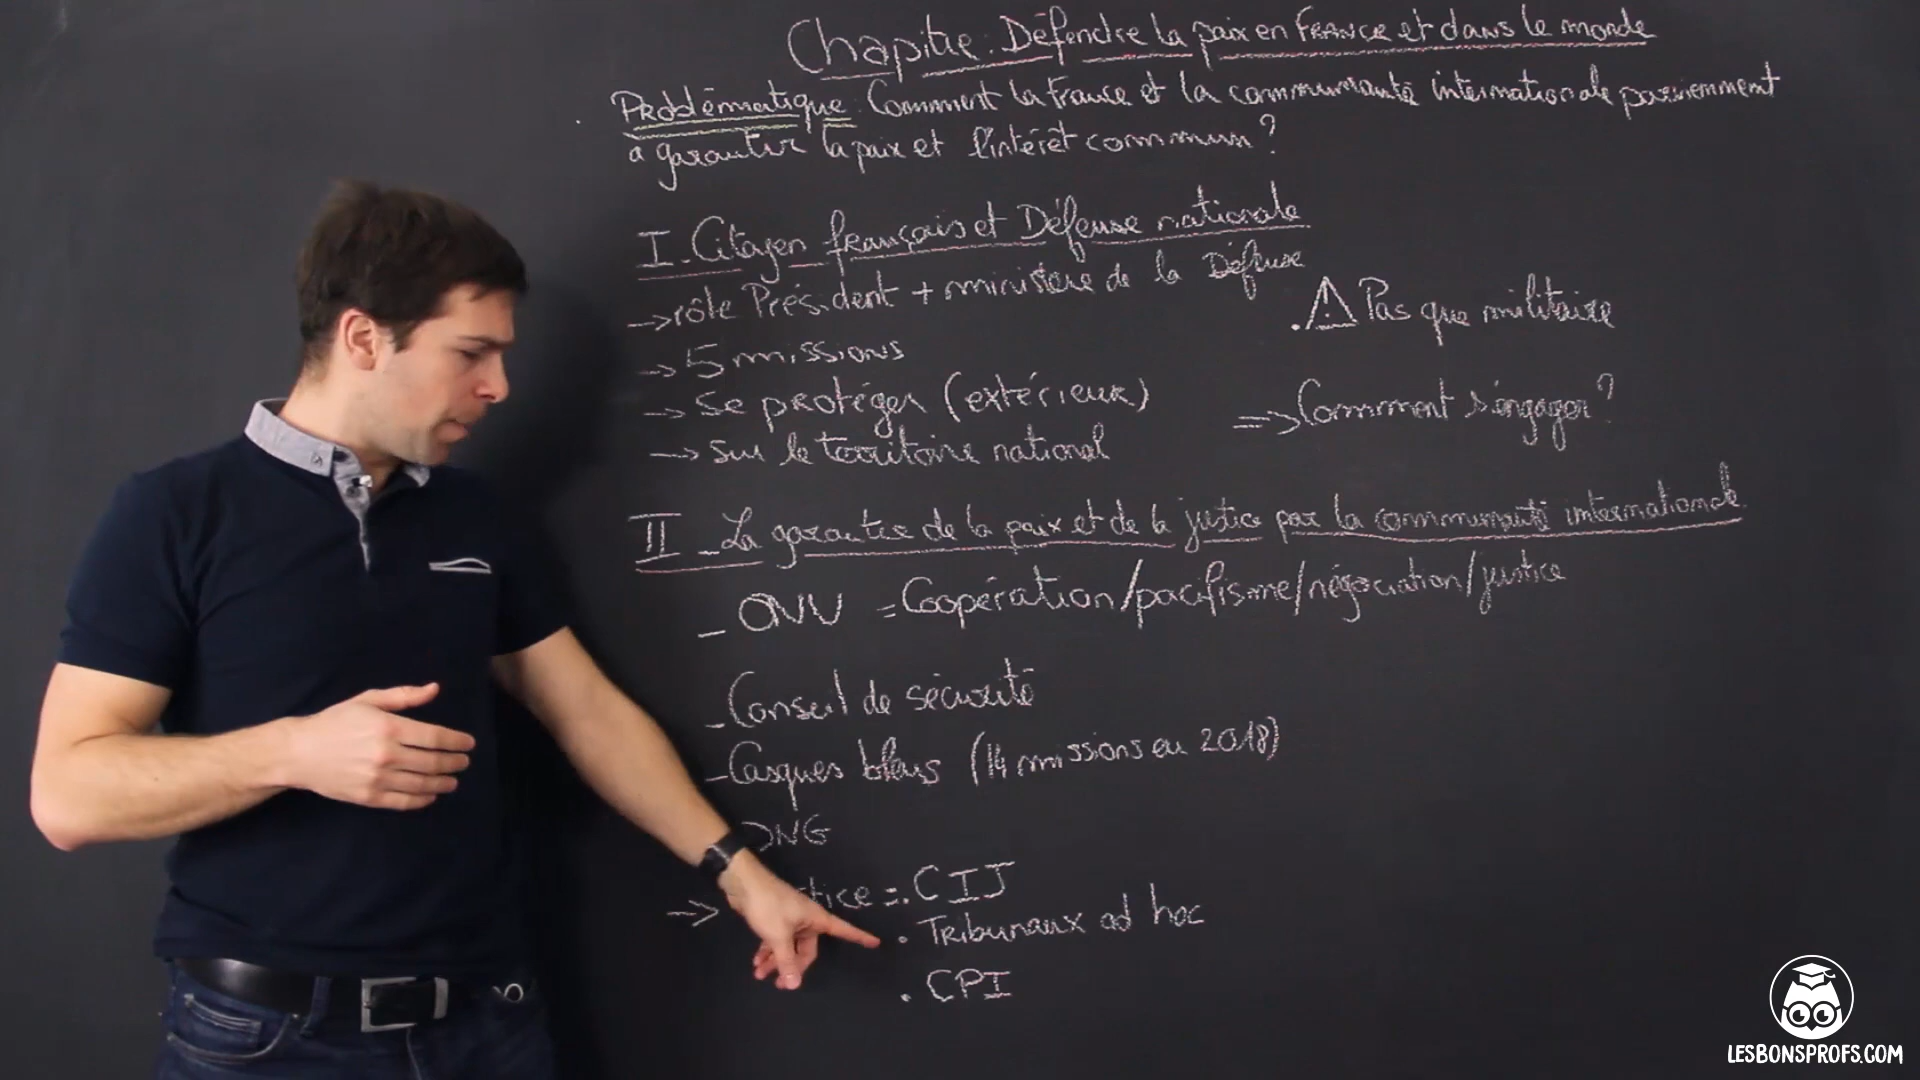 Chapitre : Défendre la paix en FRANCE et dans le monde
Problématique : Comment la France et la communauté internationale parviennent
à garantir la paix et l'intérêt commun ?
I. Citoyen français et Défense nationale
→ rôle Président + ministère de la Défense
⚠ Pas que militaire
→ 5 missions
→ Se protéger (extérieur)
=> Comment s'engager ?
→ Sur le territoire national
II - La garantie de la paix et de la justice par la communauté internationale
- ONU = Coopération/pacifisme/négociation/justice
- Conseil de sécurité
- Casques bleus (14 missions en 2018)
ONG
→ tice = . CIJ
. Tribunaux ad hoc
. CPI
LESBONSPROFS.COM